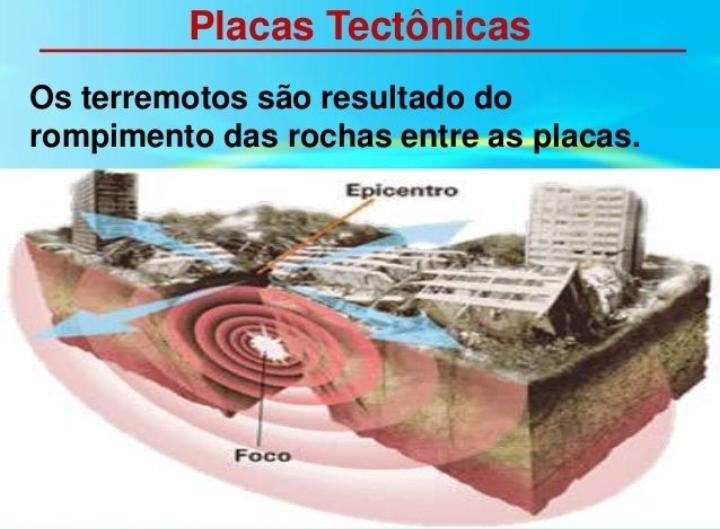 Placas Tectônicas
Os terremotos são resultado do
rompimento das rochas entre as placas.
Epicentro
Foco